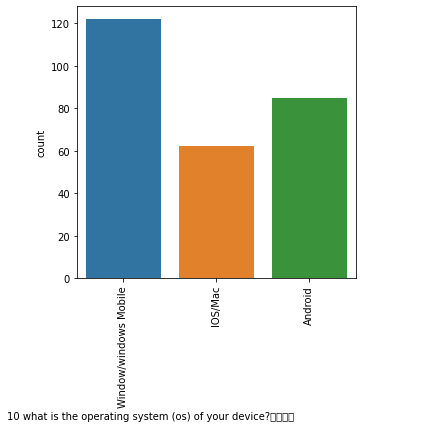 120
100
80
60
40
20
0
count
Window/windows Mobile
IOS/Mac
Android
10 what is the operating system (os) of your device?